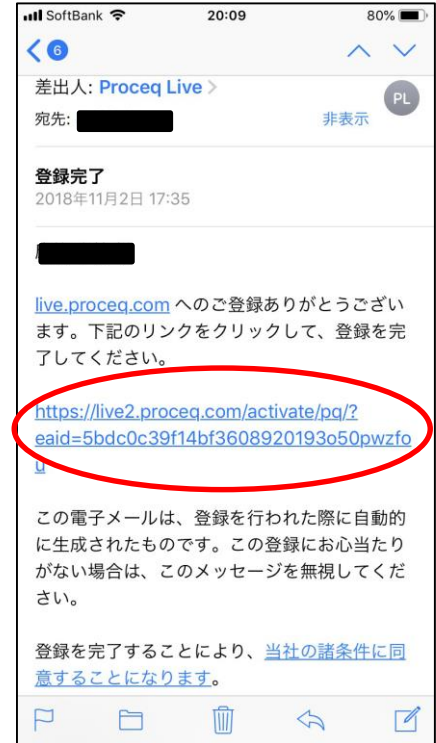 SoftBank 20:09 80%
6
差出人: Proceq Live
PL
宛先: 非表示
登録完了
2018年11月2日 17:35
live.proceq.com へのご登録ありがとうござい
ます。下記のリンクをクリックして、登録を完
了してください。
https://live2.proceq.com/activate/pq/?
eaid=5bdc0c39f14bf3608920193o50pwzfo
u
この電子メールは、登録を行われた際に自動的
に生成されたものです。この登録にお心当たり
がない場合は、このメッセージを無視してくだ
さい。
登録を完了することにより、当社の諸条件に同
意することになります。